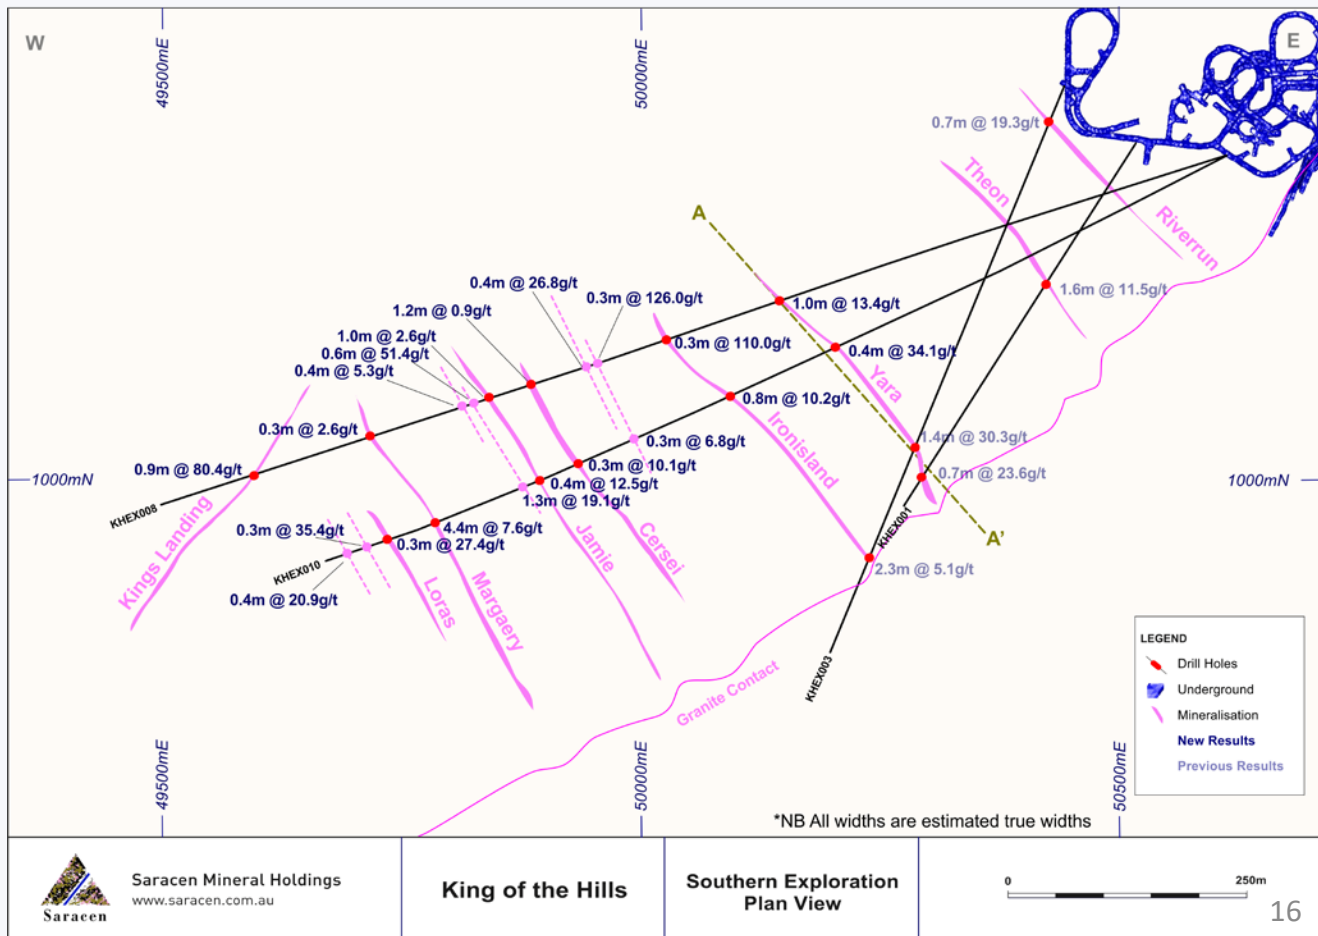 W
E
49500mE
50000mE
0.7m @ 19.3g/t
Theon
Riverrun
A
0.4m @ 26.8g/t
0.3m @ 126.0g/t
1.2m @ 0.9g/t
1.0m @ 2.6g/t
0.6m @ 51.4g/t
0.4m @ 5.3g/t
1.0m @ 13.4g/t
1.6m @ 11.5g/t
0.3m @ 110.0g/t
0.4m @ 34.1g/t
Yara
0.8m @ 10.2g/t
Ironisland
0.3m @ 2.6g/t
0.3m @ 6.8g/t
1.4m @ 30.3g/t
0.9m @ 80.4g/t
0.3m @ 10.1g/t
0.7m @ 23.6g/t
1000mN
1000mN
0.4m @ 12.5g/t
1.3m @ 19.1g/t
KHEX008
KHEX001
0.3m @ 35.4g/t
4.4m @ 7.6g/t
0.3m @ 27.4g/t
A'
Kings Landing
KHEX010
Cersei
Jamie
2.3m @ 5.1g/t
0.4m @ 20.9g/t
Loras
Margaery
KHEX003
Granite Contact
LEGEND
Drill Holes
Underground
Mineralisation
New Results
Previous Results
49500mE
50000mE
50500mE
*NB All widths are estimated true widths
Saracen
Saracen Mineral Holdings
www.saracen.com.au
King of the Hills
Southern Exploration
Plan View
0
250m
16